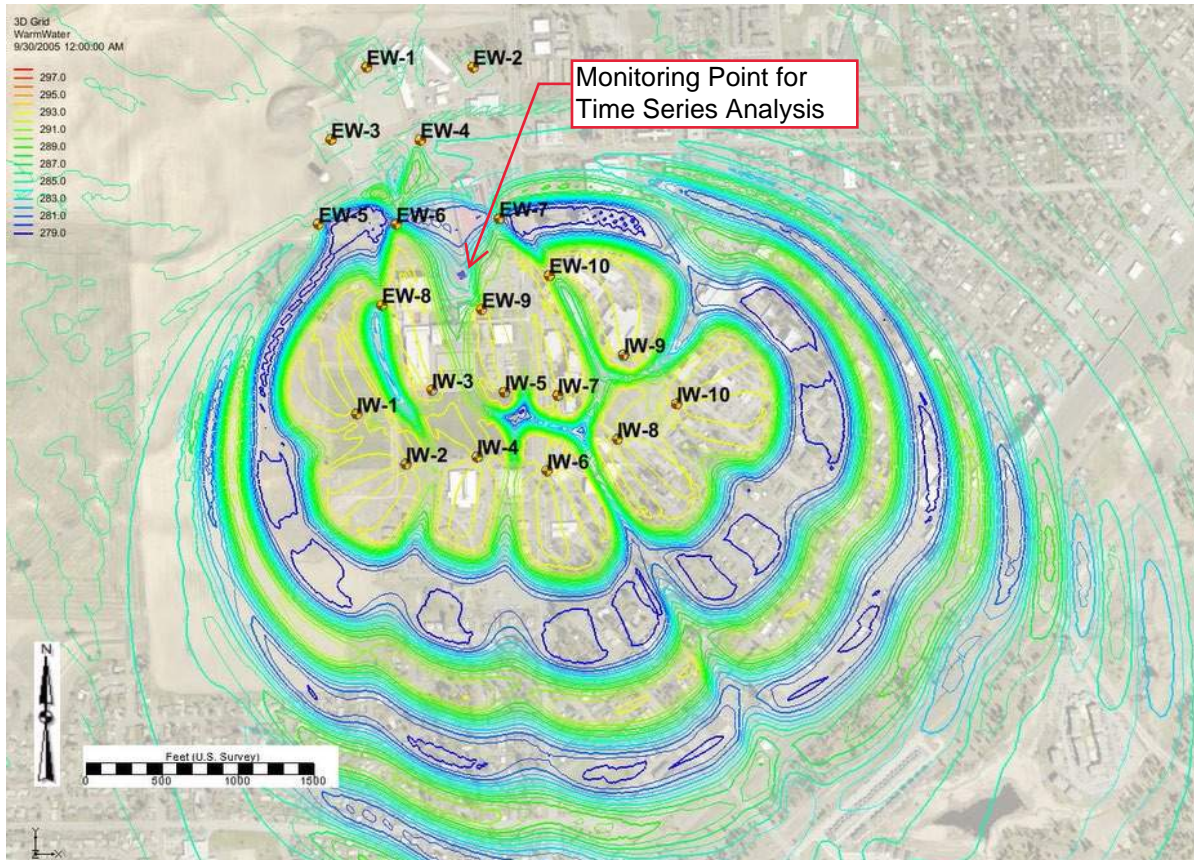 3D Grid
WarmWater
9/30/2005 12:00:00 AM
297.0
295.0
293.0
291.0
289.0
287.0
285.0
283.0
281.0
279.0
EW-1
EW-2
Monitoring Point for
Time Series Analysis
EW-3
EW-4
EW-5
EW-6
EW-7
EW-10
EW-8
EW-9
IW-9
IW-3
IW-5
IW-7
IW-10
IW-1
IW-8
IW-2
IW-4
IW-6
N
Feet (U.S. Survey)
0 500 1000 1500
Y
Z X